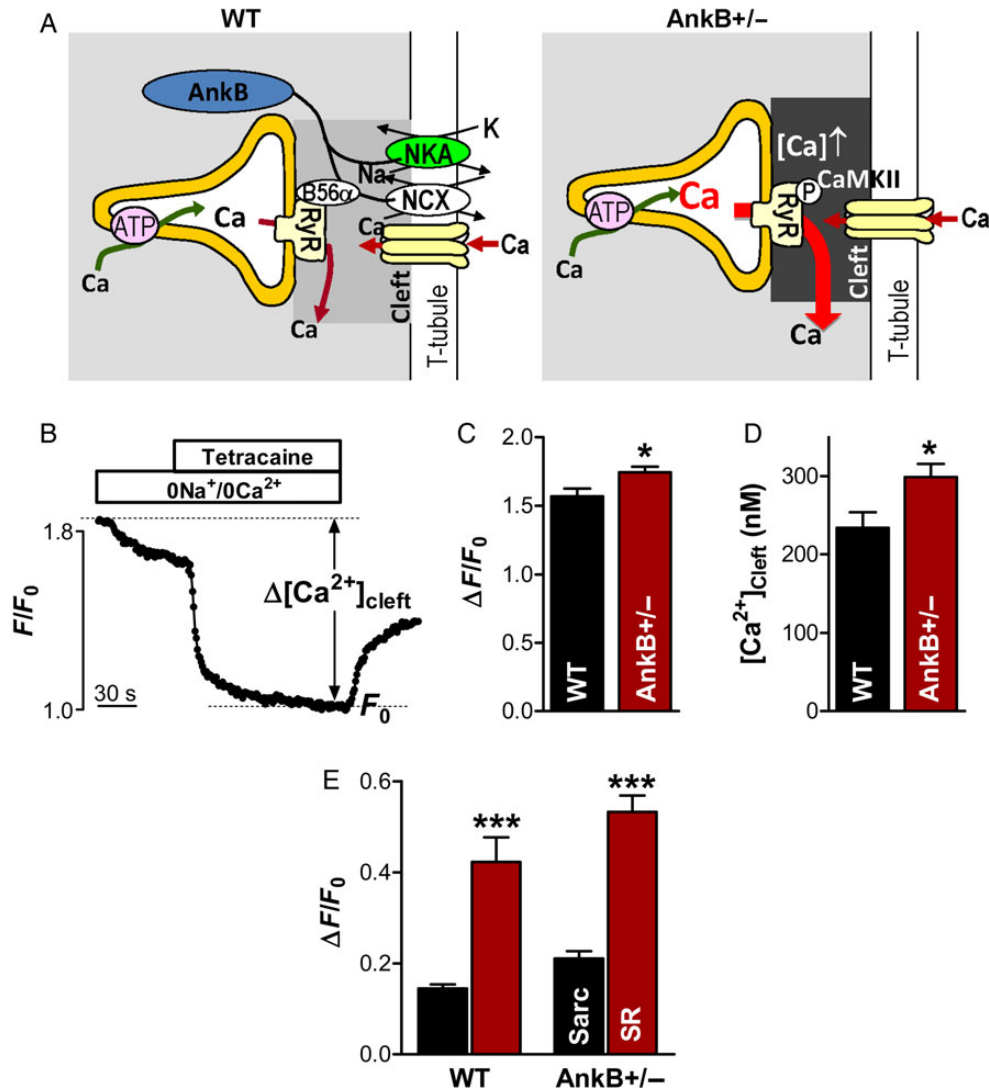 A
WT
AnkB+/−
AnkB
K
NKA
Na
B56α
NCX
RyR
ATP
Ca
Ca
Ca
Ca
Ca
Cleft
T-tubule
[Ca]↑
P
CaMKII
Ca
RyR
ATP
Ca
Ca
Ca
Cleft
T-tubule
B
Tetracaine
0Na⁺/0Ca²⁺
1.8
F/F₀
Δ[Ca²⁺]cleft
30 s
1.0
F₀
C
2.0
*
1.5
ΔF/F₀
1.0
0.5
0.0
WT
AnkB+/−
D
*
300
[Ca²⁺]Cleft (nM)
200
100
0
WT
AnkB+/−
E
0.6
***
***
0.4
ΔF/F₀
0.2
Sarc
SR
0.0
WT
AnkB+/−